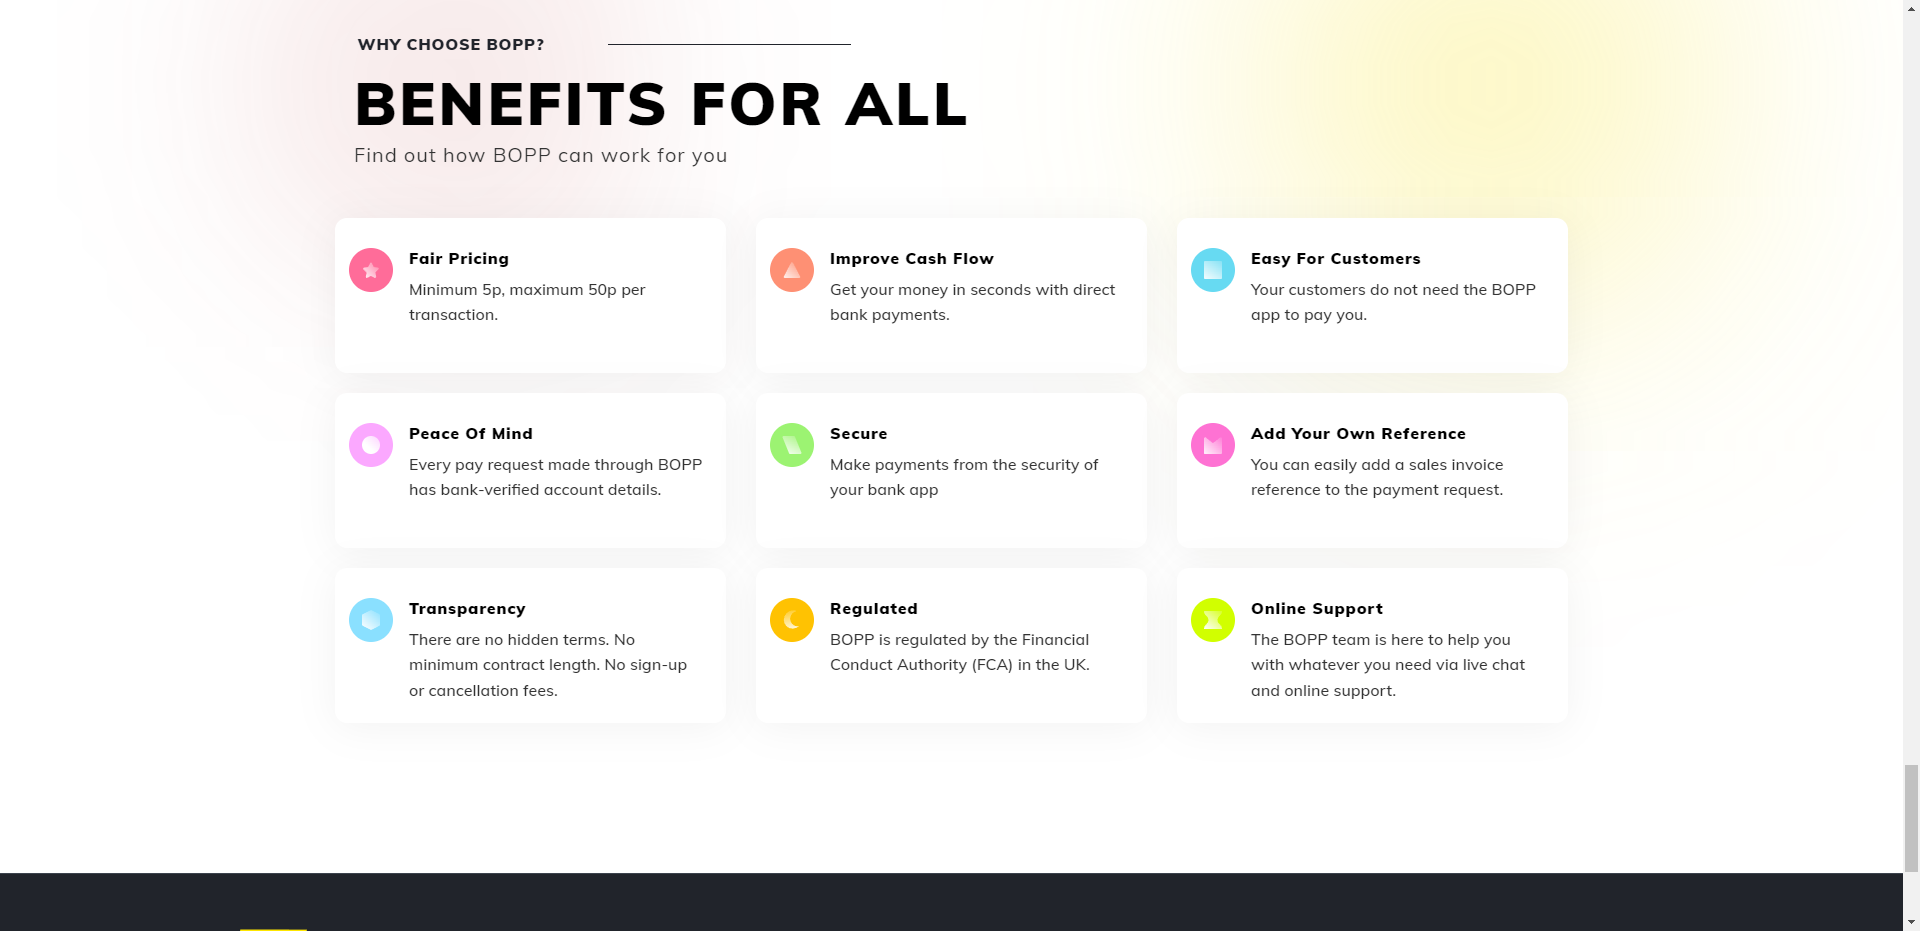 WHY CHOOSE BOPP?
BENEFITS FOR ALL
Find out how BOPP can work for you
Fair Pricing
Minimum 5p, maximum 50p per
transaction.
Improve Cash Flow
Get your money in seconds with direct
bank payments.
Easy For Customers
Your customers do not need the BOPP
app to pay you.
Peace Of Mind
Every pay request made through BOPP
has bank-verified account details.
Secure
Make payments from the security of
your bank app
Add Your Own Reference
You can easily add a sales invoice
reference to the payment request.
Transparency
There are no hidden terms. No
minimum contract length. No sign-up
or cancellation fees.
Regulated
BOPP is regulated by the Financial
Conduct Authority (FCA) in the UK.
Online Support
The BOPP team is here to help you
with whatever you need via live chat
and online support.